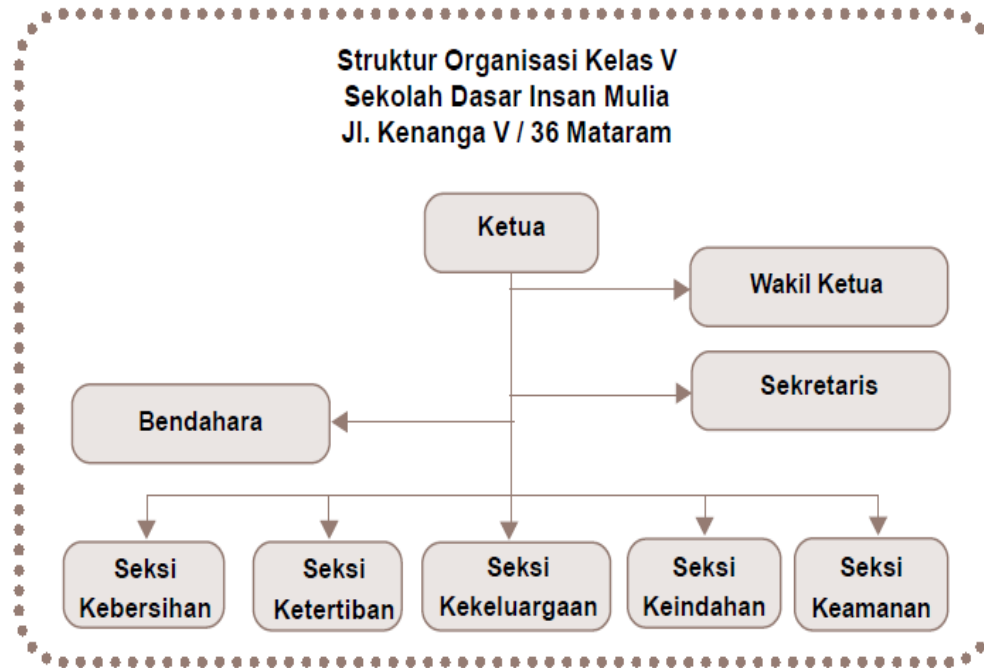 Struktur Organisasi Kelas V
Sekolah Dasar Insan Mulia
Jl. Kenanga V / 36 Mataram
Ketua
Wakil Ketua
Sekretaris
Bendahara
Seksi
Kebersihan
Seksi
Ketertiban
Seksi
Kekeluargaan
Seksi
Keindahan
Seksi
Keamanan